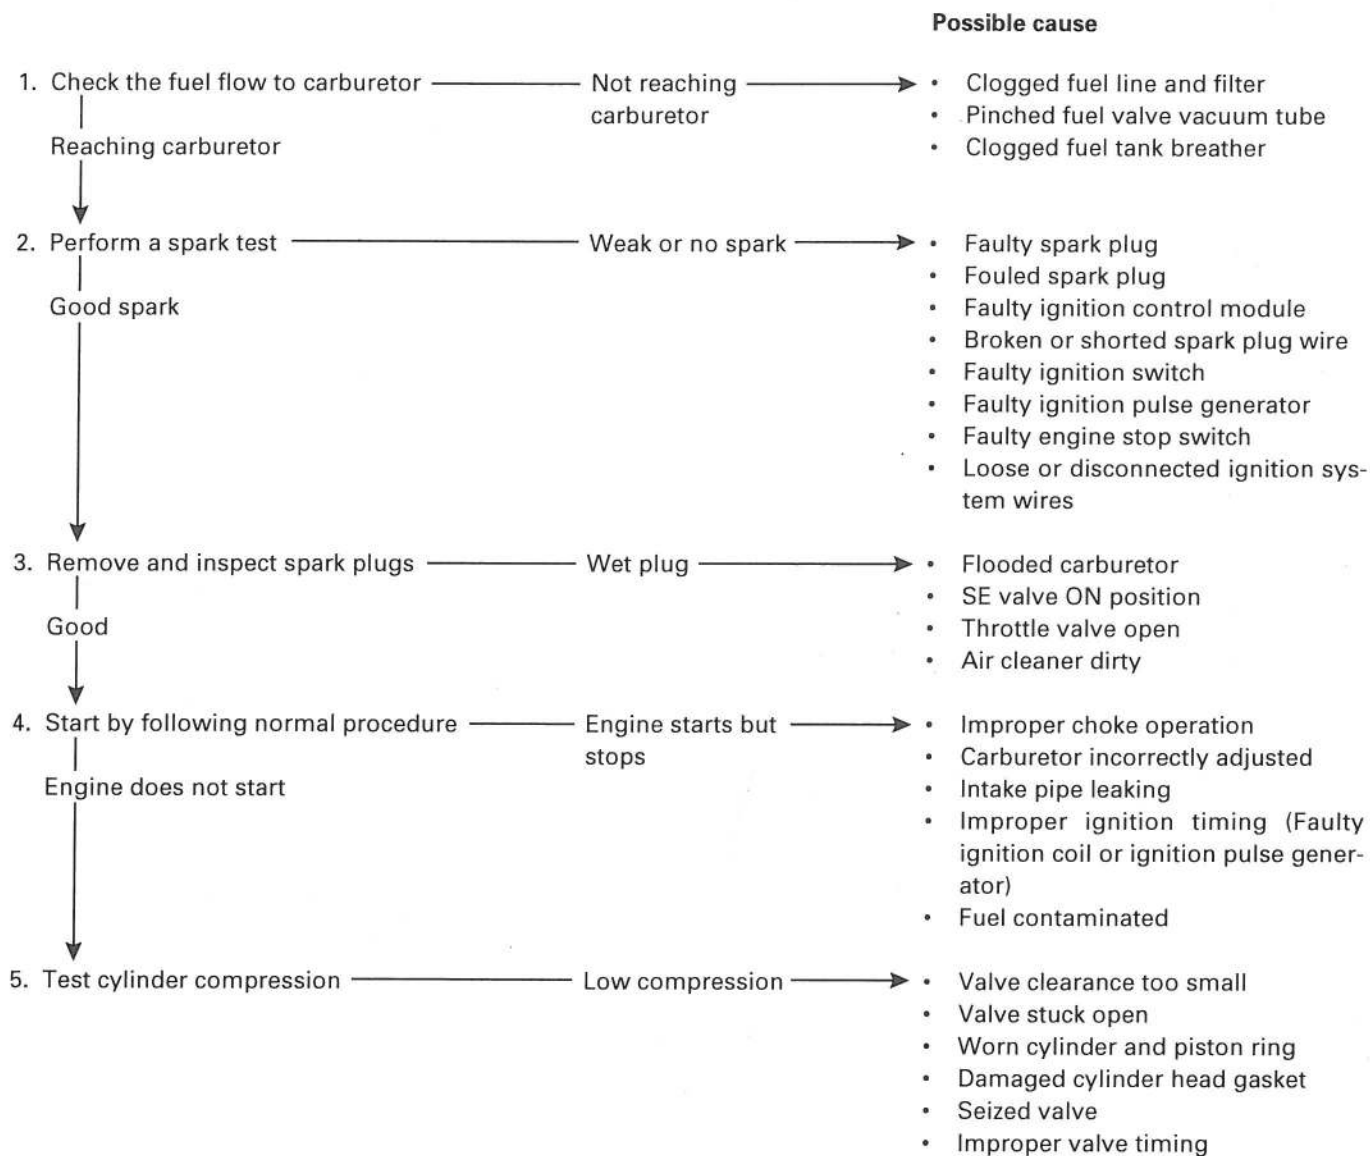 Possible cause
1. Check the fuel flow to carburetor
Not reaching
carburetor
• Clogged fuel line and filter
• Pinched fuel valve vacuum tube
• Clogged fuel tank breather
Reaching carburetor
2. Perform a spark test
Weak or no spark
• Faulty spark plug
• Fouled spark plug
• Faulty ignition control module
• Broken or shorted spark plug wire
• Faulty ignition switch
• Faulty ignition pulse generator
• Faulty engine stop switch
• Loose or disconnected ignition sys-
tem wires
Good spark
3. Remove and inspect spark plugs
Wet plug
• Flooded carburetor
• SE valve ON position
• Throttle valve open
• Air cleaner dirty
Good
4. Start by following normal procedure
Engine starts but
stops
• Improper choke operation
• Carburetor incorrectly adjusted
• Intake pipe leaking
• Improper ignition timing (Faulty
ignition coil or ignition pulse gener-
ator)
• Fuel contaminated
Engine does not start
5. Test cylinder compression
Low compression
• Valve clearance too small
• Valve stuck open
• Worn cylinder and piston ring
• Damaged cylinder head gasket
• Seized valve
• Improper valve timing